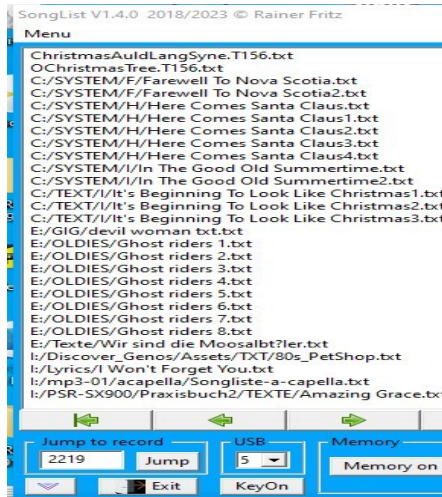 SongList V1.4.0 2018/2023 © Rainer Fritz
Menu
ChristmasAuldLangSyne.T156.txt
OChristmasTree.T156.txt
C:/SYSTEM/F/Farewell To Nova Scotia.txt
C:/SYSTEM/F/Farewell To Nova Scotia2.txt
C:/SYSTEM/H/Here Comes Santa Claus.txt
C:/SYSTEM/H/Here Comes Santa Claus1.txt
C:/SYSTEM/H/Here Comes Santa Claus2.txt
C:/SYSTEM/H/Here Comes Santa Claus3.txt
C:/SYSTEM/H/Here Comes Santa Claus4.txt
C:/SYSTEM/I/In The Good Old Summertime.txt
C:/SYSTEM/I/In The Good Old Summertime2.txt
C:/TEXT/I/It's Beginning To Look Like Christmas1.txt
C:/TEXT/I/It's Beginning To Look Like Christmas2.txt
C:/TEXT/I/It's Beginning To Look Like Christmas3.txt
E:/GIG/devil woman txt.txt
E:/OLDIES/Ghost riders 1.txt
E:/OLDIES/Ghost riders 2.txt
E:/OLDIES/Ghost riders 3.txt
E:/OLDIES/Ghost riders 4.txt
E:/OLDIES/Ghost riders 5.txt
E:/OLDIES/Ghost riders 6.txt
E:/OLDIES/Ghost riders 7.txt
E:/OLDIES/Ghost riders 8.txt
E:/Texte/Wir sind die Moosalbt?ler.txt
I:/Discover_Genos/Assets/TXT/80s_PetShop.txt
I:/Lyrics/I Won't Forget You.txt
I:/mp3-01/acapella/Songliste-a-capella.txt
I:/PSR-SX900/Praxisbuch2/TEXTE/Amazing Grace.tx
Jump to record USB Memory
2219 Jump 5 Memory on
Exit KeyOn